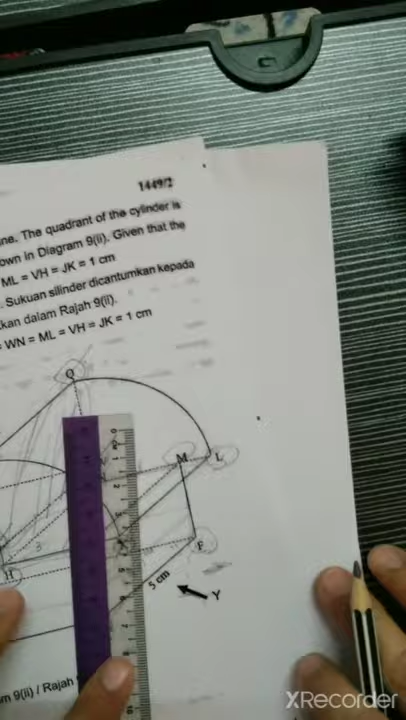 1449/2
ne. The quadrant of the cylinder is
own in Diagram 9(ii). Given that the
ML = VH = JK = 1 cm
. Sukuan silinder dicantumkan kepada
kan dalam Rajah 9(ii).
= WN = ML = VH = JK = 1 cm
Q
M L
3
F
H
5 cm
Y
m 9(ii) / Rajah
XRecorder